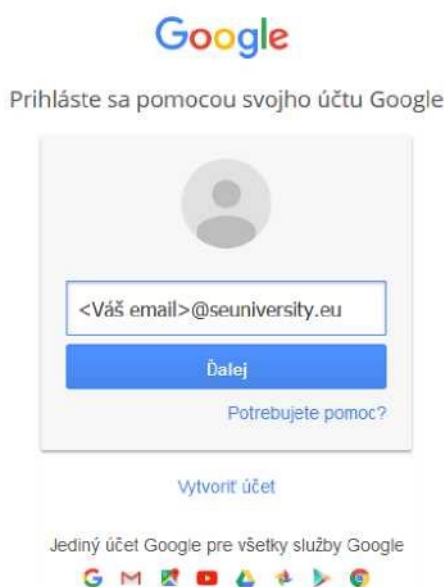 Google
Prihláste sa pomocou svojho účtu Google
<Váš email>@seuniversity.eu
Ďalej
Potrebujete pomoc?
Vytvoriť účet
Jediný účet Google pre všetky služby Google